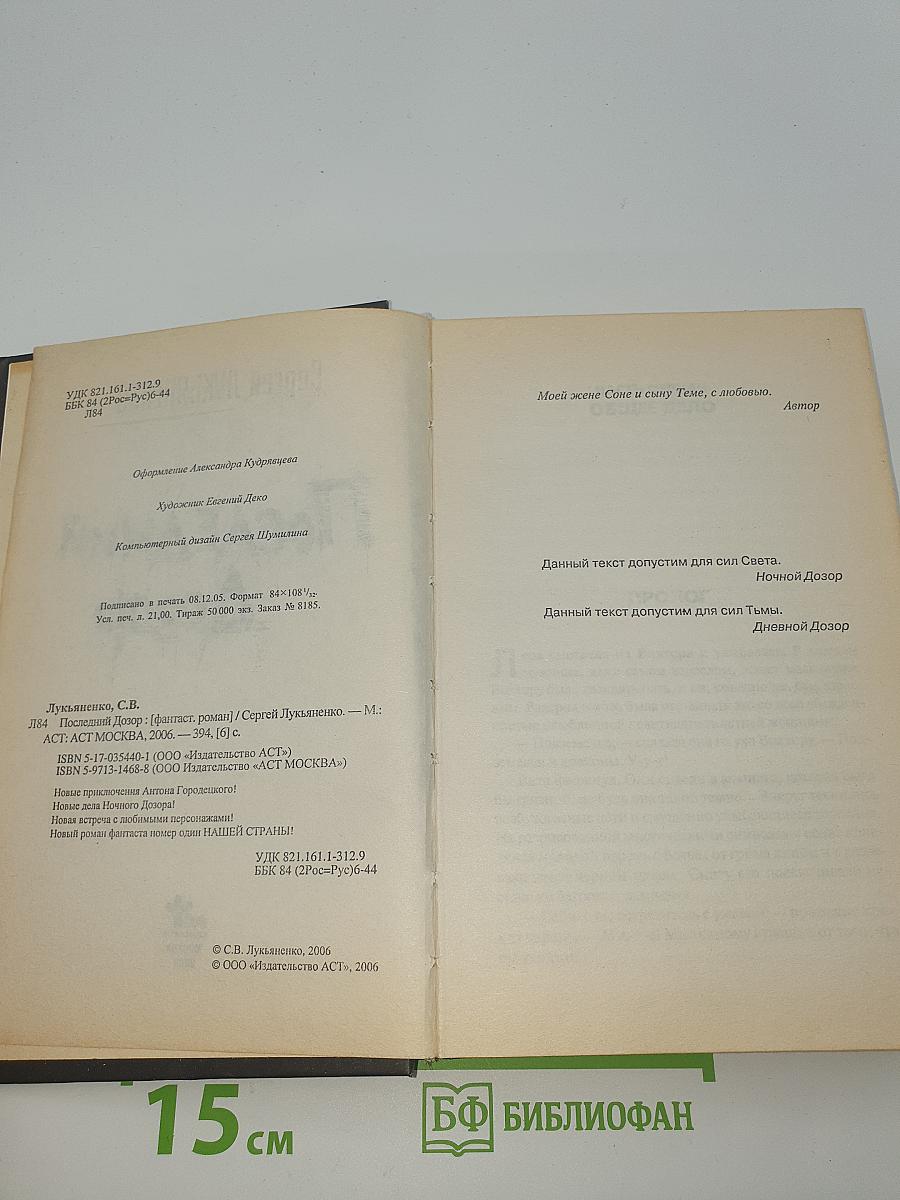 УДК 821.161.1-312.9
ББК 84 (2Рос=Рус)6-44
Л84
Оформление Александра Кудрявцева
Художник Евгений Деко
Компьютерный дизайн Сергея Шумилина
Подписано в печать 08.12.05. Формат 84×108 1/32.
Усл. печ. л. 21,00. Тираж 50 000 экз. Заказ № 8185.
Лукьяненко, С.В.
Л84 Последний Дозор : [фантаст. роман] / Сергей Лукьяненко. — М.:
АСТ: АСТ МОСКВА, 2006. — 394, [6] с.
ISBN 5-17-035440-1 (ООО «Издательство АСТ»)
ISBN 5-9713-1468-8 (ООО Издательство «АСТ МОСКВА»)
Новые приключения Антона Городецкого!
Новые дела Ночного Дозора!
Новая встреча с любимыми персонажами!
Новый роман фантаста номер один НАШЕЙ СТРАНЫ!
УДК 821.161.1-312.9
ББК 84 (2Рос=Рус)6-44
© С.В. Лукьяненко, 2006
© ООО «Издательство АСТ», 2006
Моей жене Соне и сыну Теме, с любовью.
Автор
Данный текст допустим для сил Света.
Ночной Дозор
Данный текст допустим для сил Тьмы.
Дневной Дозор
15 см
БФ БИБЛИОФАН